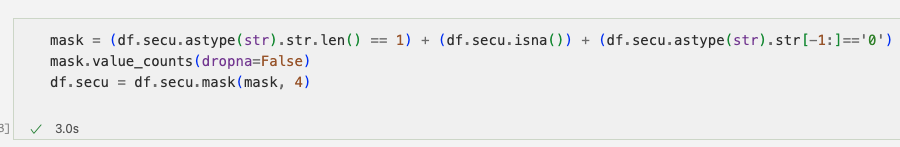 mask = (df.secu.astype(str).str.len() == 1) + (df.secu.isna()) + (df.secu.astype(str).str[-1:]=='0')
mask.value_counts(dropna=False)
df.secu = df.secu.mask(mask, 4)
3] ✓ 3.0s